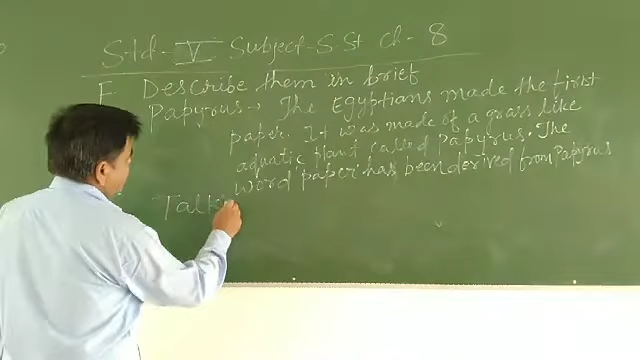 Std - V Subject - S.St ch - 8
F Describe them in brief
Papyrus → The Egyptians made the first
paper. It was made of a grass like
aquatic plant called Papyrus. The
word paper has been derived from Papyrus
Talki